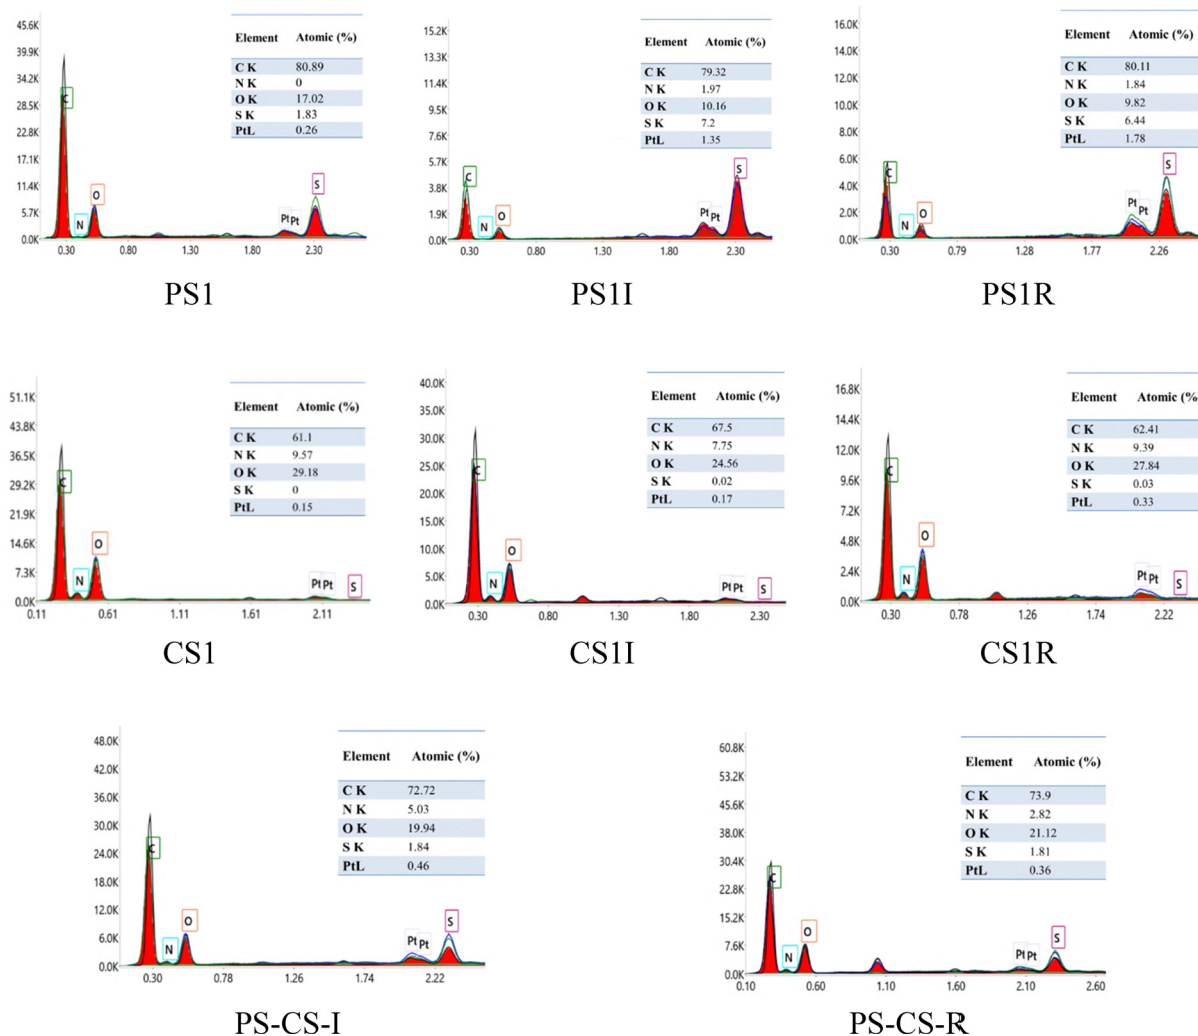 45.6K
39.9K
34.2K
28.5K
22.8K
17.1K
11.4K
5.7K
0.0K
C
N
O
Pt Pt
S
0.30 0.80 1.30 1.80 2.30
Element Atomic (%)
C K 80.89
N K 0
O K 17.02
S K 1.83
PtL 0.26
PS1
15.2K
13.3K
11.4K
9.5K
7.6K
5.7K
3.8K
1.9K
0.0K
C
N
O
Pt Pt
S
0.30 0.80 1.30 1.80 2.30
Element Atomic (%)
C K 79.32
N K 1.97
O K 10.16
S K 7.2
PtL 1.35
PS1I
16.0K
14.0K
12.0K
10.0K
8.0K
6.0K
4.0K
2.0K
0.0K
C
N
O
Pt Pt
S
0.30 0.79 1.28 1.77 2.26
Element Atomic (%)
C K 80.11
N K 1.84
O K 9.82
S K 6.44
PtL 1.78
PS1R
51.1K
43.8K
36.5K
29.2K
21.9K
14.6K
7.3K
0.0K
C
N
O
Pt Pt
S
0.11 0.61 1.11 1.61 2.11
Element Atomic (%)
C K 61.1
N K 9.57
O K 29.18
S K 0
PtL 0.15
CS1
40.0K
35.0K
30.0K
25.0K
20.0K
15.0K
10.0K
5.0K
0.0K
C
N
O
Pt Pt
S
0.30 0.80 1.30 1.80 2.30
Element Atomic (%)
C K 67.5
N K 7.75
O K 24.56
S K 0.02
PtL 0.17
CS1I
16.8K
14.4K
12.0K
9.6K
7.2K
4.8K
2.4K
0.0K
C
N
O
Pt Pt
S
0.30 0.78 1.26 1.74 2.22
Element Atomic (%)
C K 62.41
N K 9.39
O K 27.84
S K 0.03
PtL 0.33
CS1R
48.0K
42.0K
36.0K
30.0K
24.0K
18.0K
12.0K
6.0K
0.0K
C
N
O
Pt Pt
S
0.30 0.78 1.26 1.74 2.22
Element Atomic (%)
C K 72.72
N K 5.03
O K 19.94
S K 1.84
PtL 0.46
PS-CS-I
60.8K
53.2K
45.6K
38.0K
30.4K
22.8K
15.2K
7.6K
0.0K
C
N
O
Pt Pt
S
0.10 0.60 1.10 1.60 2.10 2.60
Element Atomic (%)
C K 73.9
N K 2.82
O K 21.12
S K 1.81
PtL 0.36
PS-CS-R